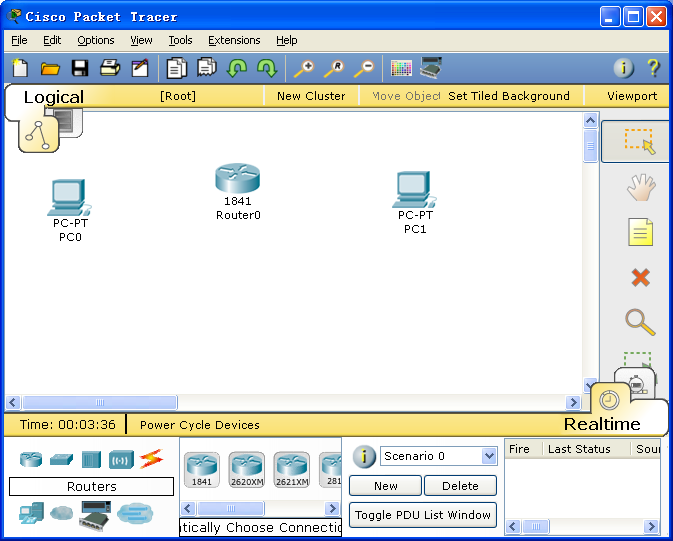 Cisco Packet Tracer
File Edit Options View Tools Extensions Help
Logical [Root] New Cluster Move Object Set Tiled Background Viewport
1841
Router0
PC-PT
PC0
PC-PT
PC1
Time: 00:03:36 Power Cycle Devices Realtime
Routers
1841 2620XM 2621XM 281
atically Choose Connectio
Scenario 0
New Delete
Toggle PDU List Window
Fire Last Status Sour